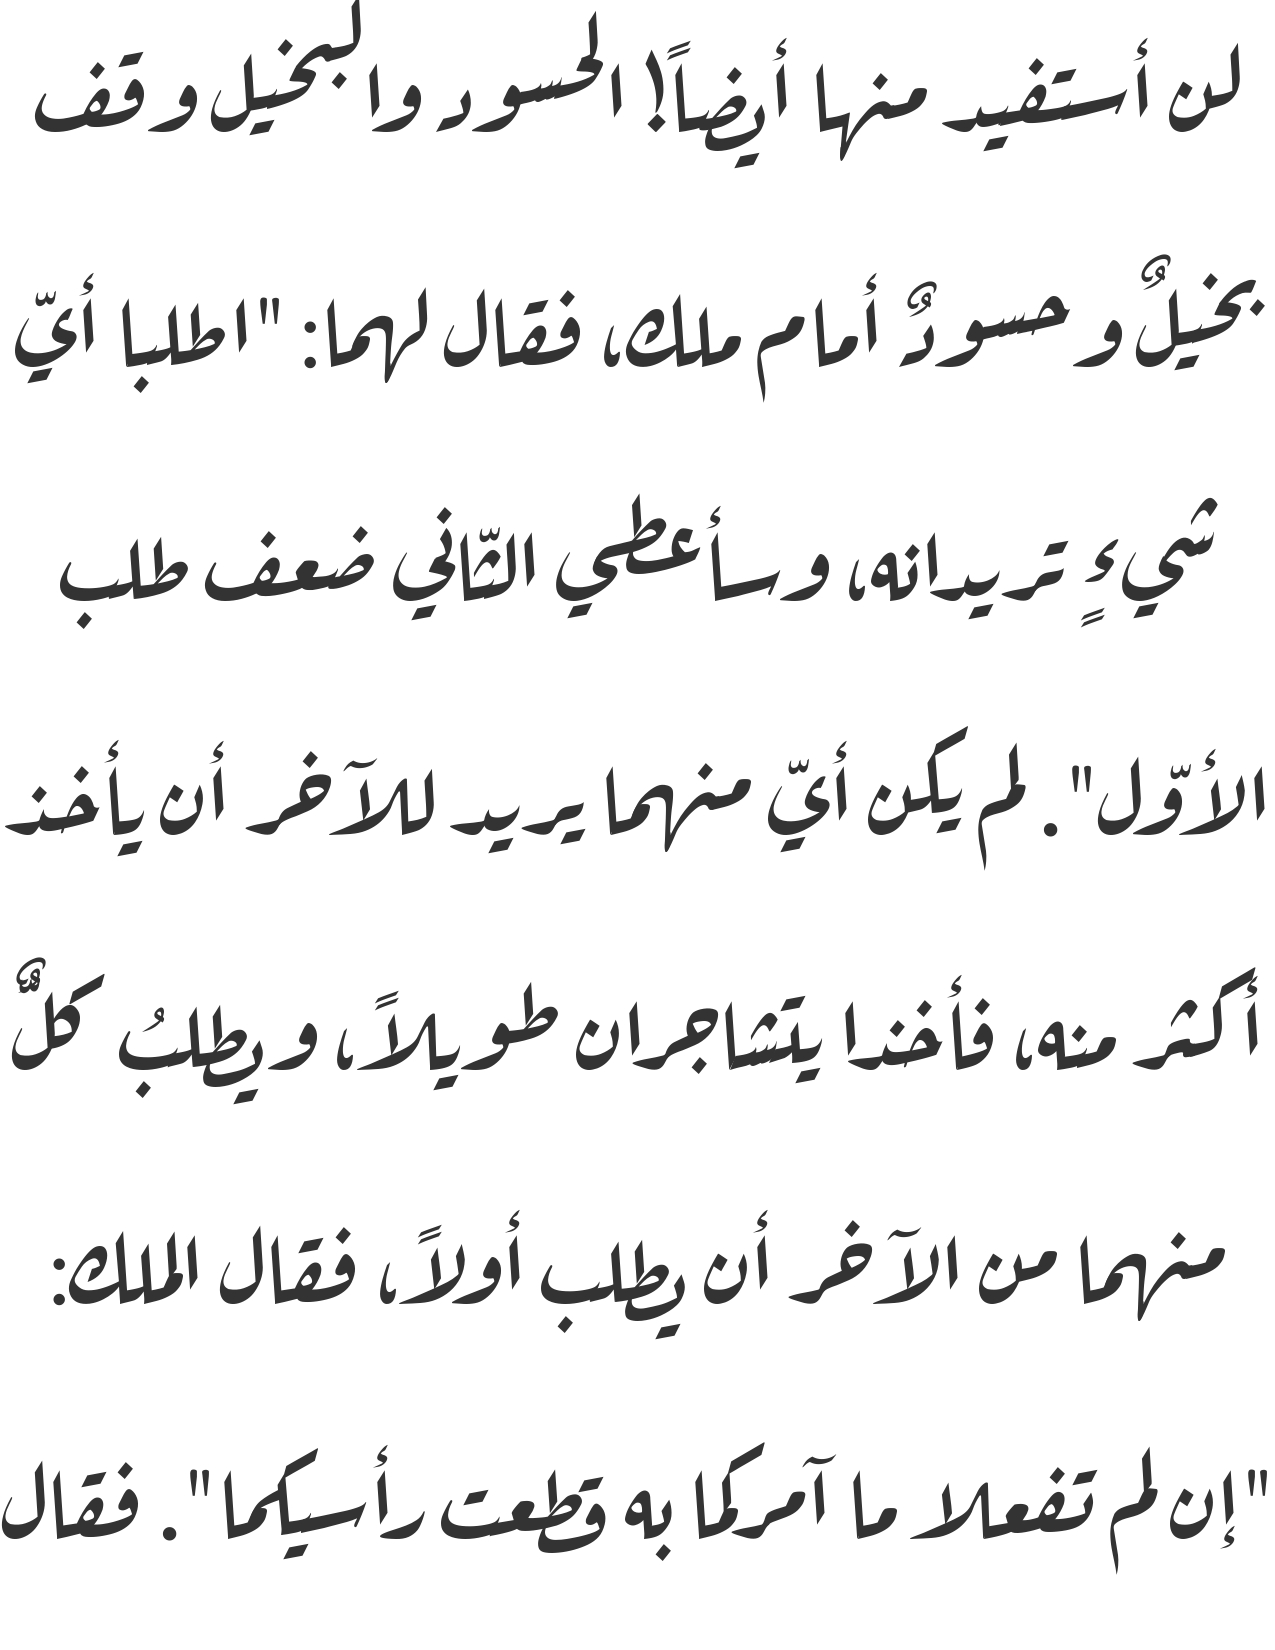 لن أستفيد منها أيضاً! الحسود والبخيل وقف
بخيلٌ و حسودٌ أمام ملك، فقال لهما: "اطلبا أيّ
شيءٍ تريدانه، وسأعطي الثّاني ضعف طلب
الأوّل". لم يكن أيّ منهما يريد للآخر أن يأخذ
أكثر منه، فأخذا يتشاجران طويلاً، ويطلبُ كلٌّ
منهما من الآخر أن يطلب أولاً، فقال الملك:
"إن لم تفعلا ما آمركما به قطعت رأسيكما". فقال